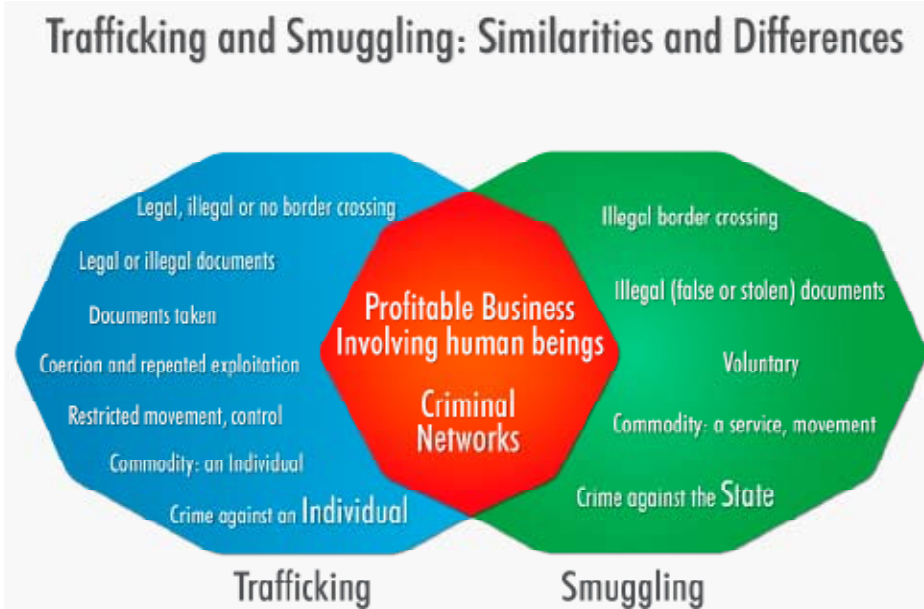 Trafficking and Smuggling: Similarities and Differences
Legal, illegal or no border crossing
Legal or illegal documents
Documents taken
Coercion and repeated exploitation
Restricted movement, control
Commodity: an Individual
Crime against an Individual
Profitable Business
Involving human beings
Criminal
Networks
Illegal border crossing
Illegal (false or stolen) documents
Voluntary
Commodity: a service, movement
Crime against the State
Trafficking
Smuggling